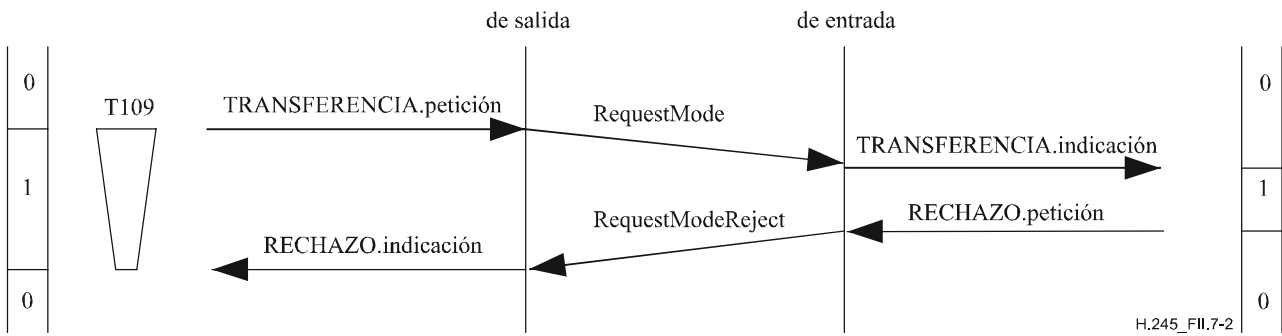 de salida
de entrada
0
T109
TRANSFERENCIA.petición
RequestMode
0
TRANSFERENCIA.indicación
1
1
RequestModeReject
RECHAZO.petición
RECHAZO.indicación
0
0
H.245_FII.7-2